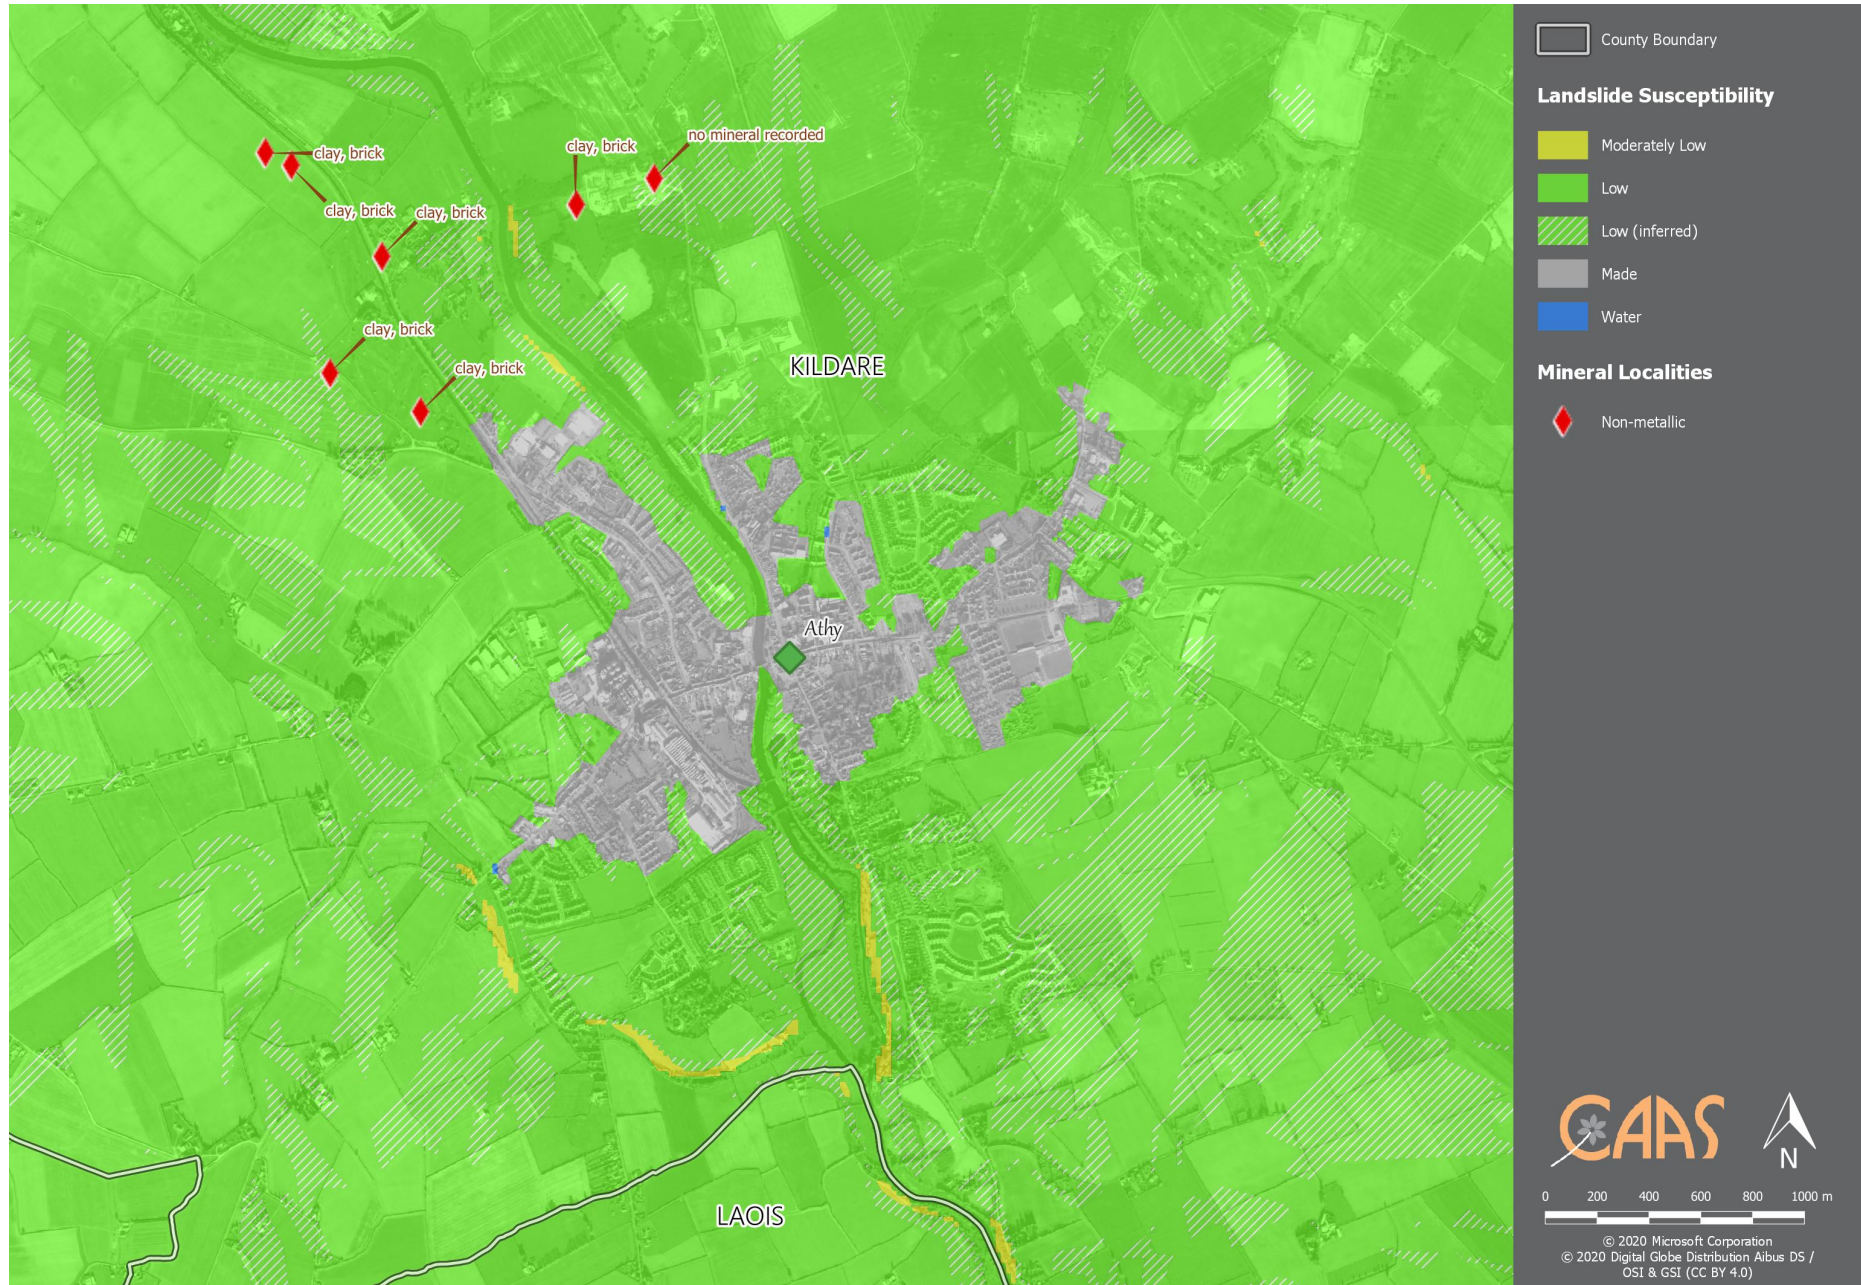 no mineral recorded
clay, brick
clay, brick
clay, brick
clay, brick
clay, brick
clay, brick
KILDARE
Athy
LAOIS
County Boundary
Landslide Susceptibility
Moderately Low
Low
Low (inferred)
Made
Water
Mineral Localities
Non-metallic
CAAS
N
0 200 400 600 800 1000 m
© 2020 Microsoft Corporation
© 2020 Digital Globe Distribution Aibus DS /
OSI & GSI (CC BY 4.0)